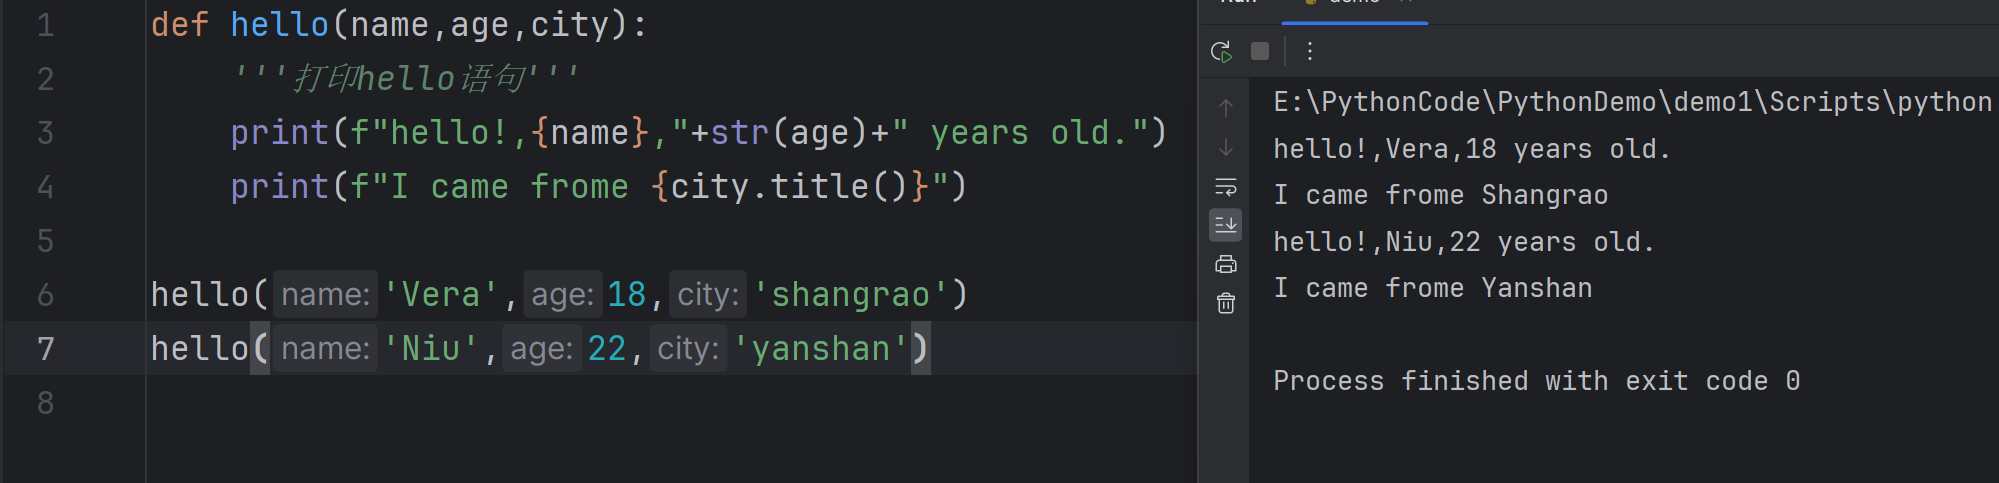 1 def hello(name,age,city):
2 '''打印hello语句'''
3 print(f"hello!,{name},"+str(age)+" years old.")
4 print(f"I came frome {city.title()}")
5
6 hello( name: 'Vera', age: 18, city: 'shangrao')
7 hello( name: 'Niu', age: 22, city: 'yanshan')
8
E:\PythonCode\PythonDemo\demo1\Scripts\python
hello!,Vera,18 years old.
I came frome Shangrao
hello!,Niu,22 years old.
I came frome Yanshan
Process finished with exit code 0